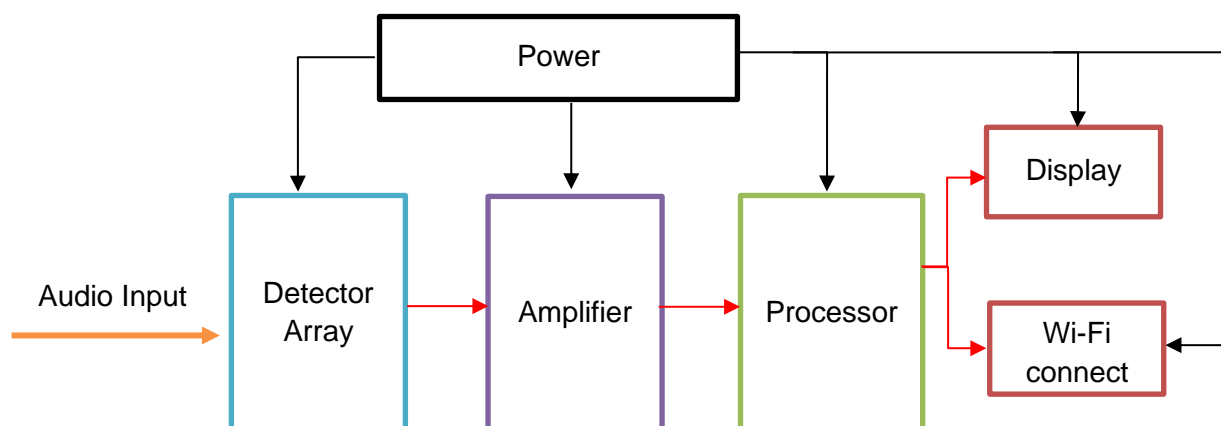 Power
Display
Audio Input
Detector
Array
Amplifier
Processor
Wi-Fi
connect